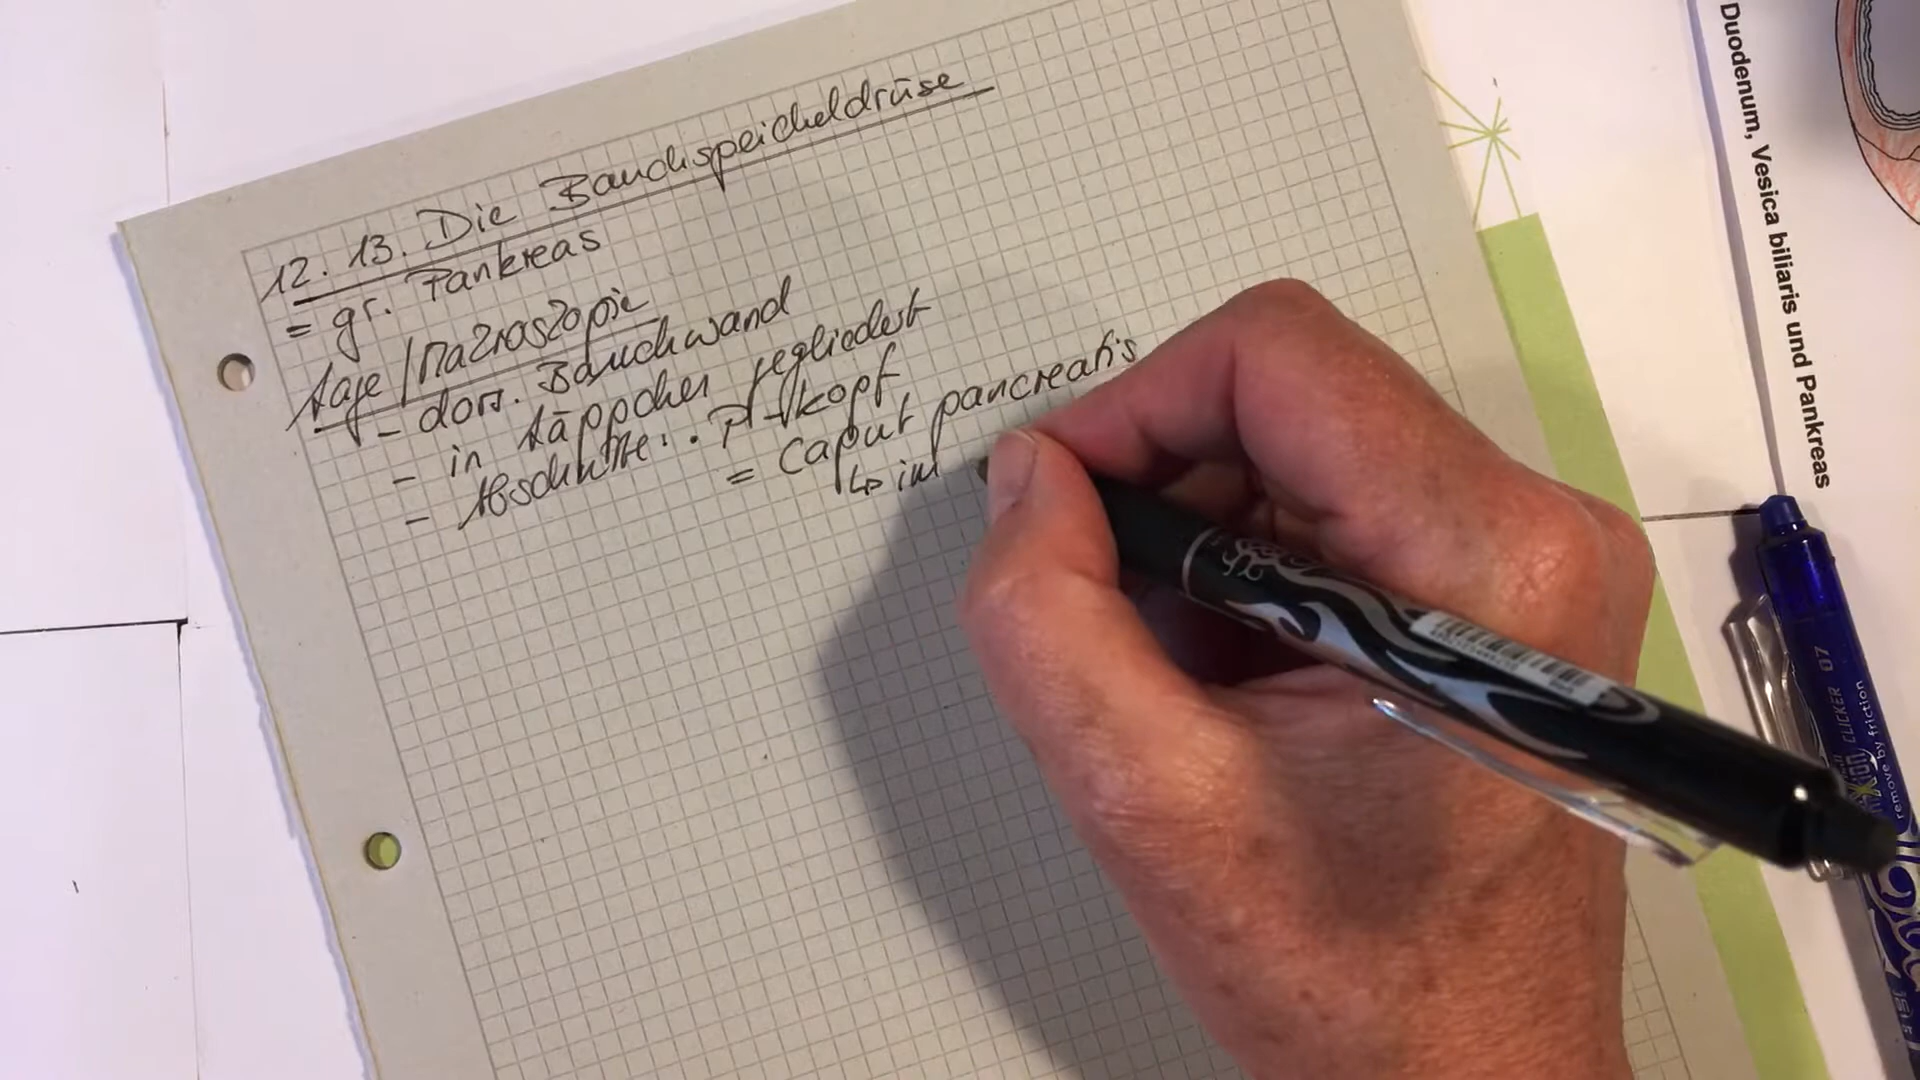 12. 13. Die Bauchspeicheldrüse
= gr. Pankreas
Lage / Makroskopie
- dors. Bauchwand
- in Läppchen gegliedert
- Abschnitte: • P-kopf
= Caput pancreatis
↳ im
Duodenum, Vesica biliaris und Pankreas
CLICKER 07
remove by friction